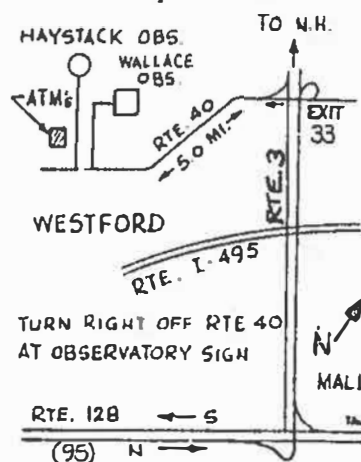 TO N.H.
HAYSTACK OBS.
WALLACE
OBS.
ATM's
RTE. 40
5.0 MI.
EXIT
33
RTE. 3
WESTFORD
RTE. I-495
TURN RIGHT OFF RTE 40
AT OBSERVATORY SIGN
N
RTE. 128 S
(95) N